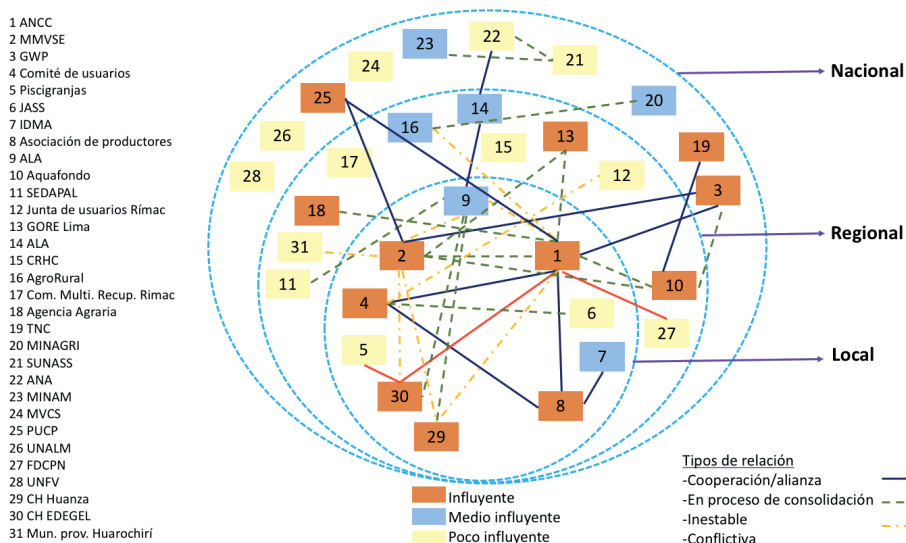 1 ANCC
2 MMVSE
3 GWP
4 Comité de usuarios
5 Piscigranjas
6 JASS
7 IDMA
8 Asociación de productores
9 ALA
10 Aquafondo
11 SEDAPAL
12 Junta de usuarios Rímac
13 GORE Lima
14 ALA
15 CRHC
16 AgroRural
17 Com. Multi. Recup. Rimac
18 Agencia Agraria
19 TNC
20 MINAGRI
21 SUNASS
22 ANA
23 MINAM
24 MVCS
25 PUCP
26 UNALM
27 FDCPN
28 UNFV
29 CH Huanza
30 CH EDEGEL
31 Mun. prov. Huarochirí
22
23
21
24
25
14
20
16
13
26
15
19
17
12
28
3
9
18
31
2
1
11
10
4
6
27
5
7
30
8
29
Nacional
Regional
Local
Influyente
Medio influyente
Poco influyente
Tipos de relación
-Cooperación/alianza
-En proceso de consolidación
-Inestable
-Conflictiva